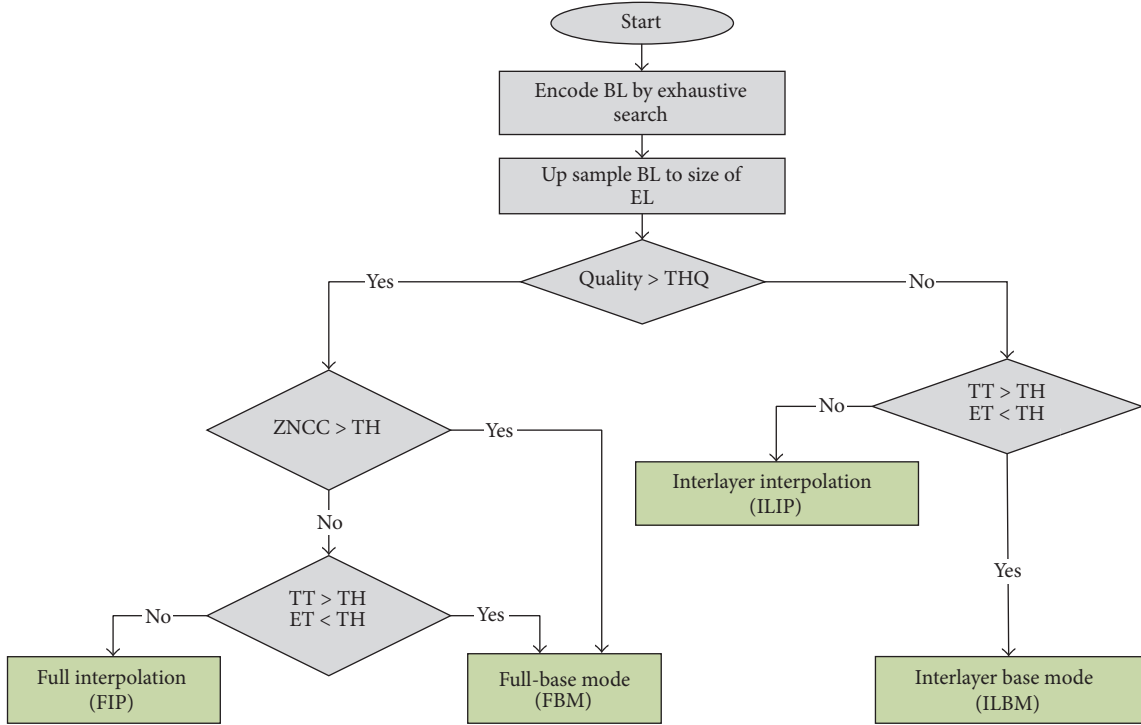 Start
Encode BL by exhaustive
search
Up sample BL to size of
EL
Quality > THQ
Yes
No
ZNCC > TH
Yes
No
TT > TH
ET < TH
No
Interlayer interpolation
(ILIP)
Yes
TT > TH
ET < TH
No
Yes
Full interpolation
(FIP)
Full-base mode
(FBM)
Interlayer base mode
(ILBM)